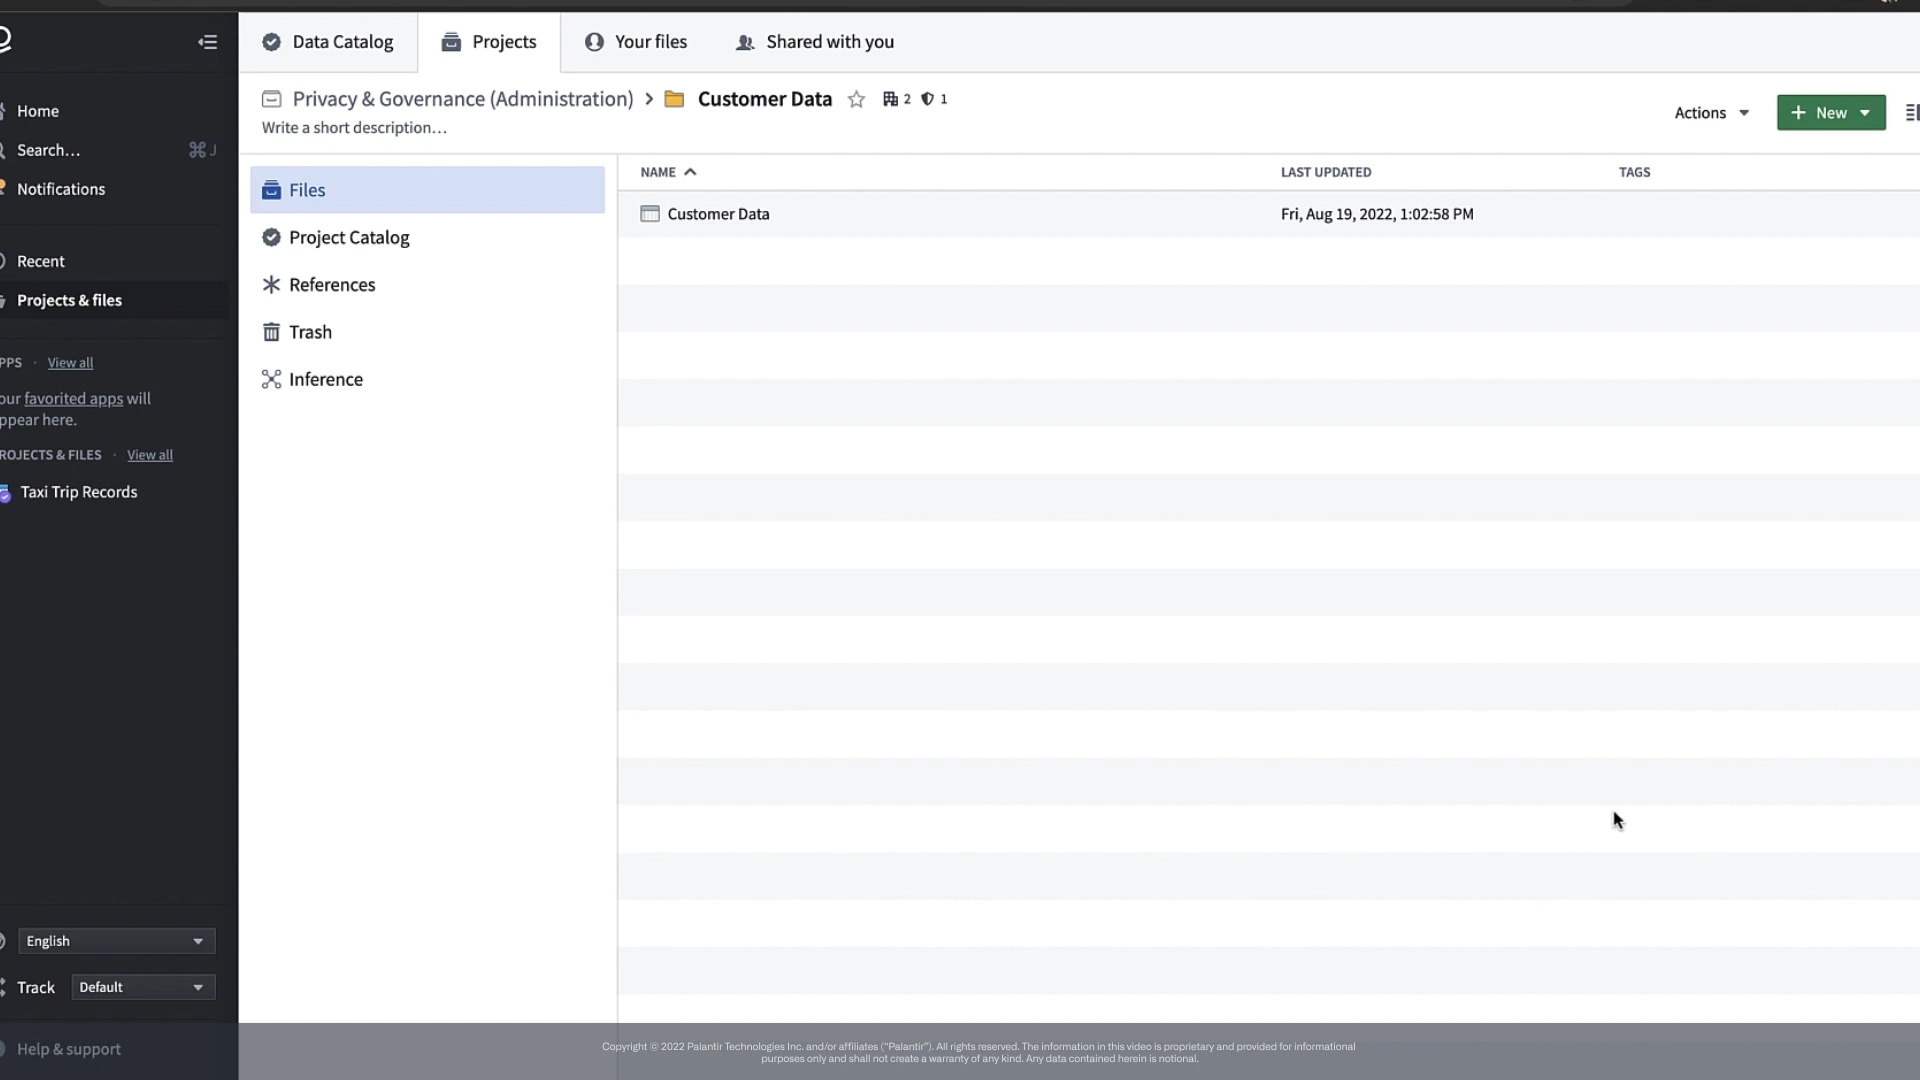 Data Catalog
Projects
Your files
Shared with you
Home
Search…
⌘ J
Notifications
Recent
Projects & files
PPS · View all
our favorited apps will
ppear here.
ROJECTS & FILES · View all
Taxi Trip Records
English
Track
Default
Help & support
Privacy & Governance (Administration) > Customer Data 2 1
Write a short description…
Actions
+ New
Files
Project Catalog
References
Trash
Inference
NAME LAST UPDATED TAGS
Customer Data Fri, Aug 19, 2022, 1:02:58 PM
Copyright © 2022 Palantir Technologies Inc. and/or affiliates (“Palantir”). All rights reserved. The information in this video is proprietary and provided for informational
purposes only and shall not create a warranty of any kind. Any data contained herein is notional.